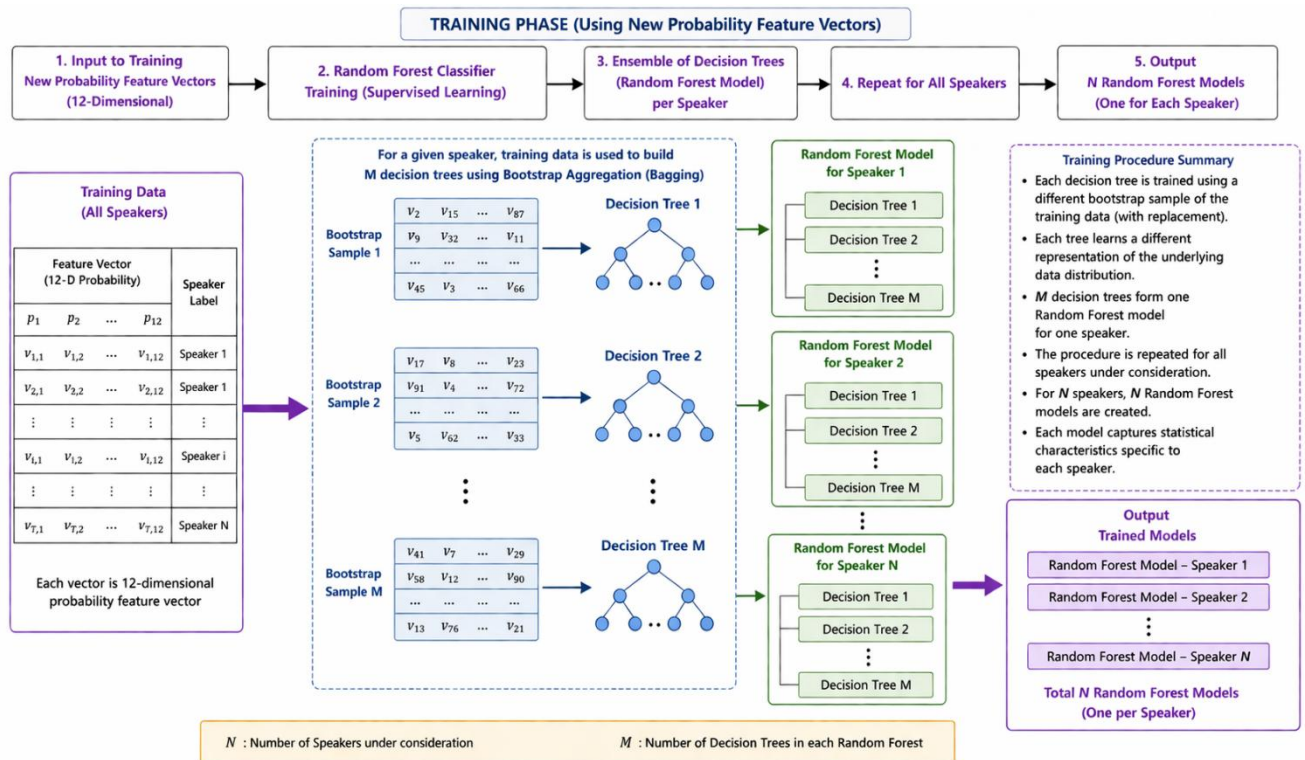 TRAINING PHASE (Using New Probability Feature Vectors)
1. Input to Training
New Probability Feature Vectors
(12-Dimensional)
2. Random Forest Classifier
Training (Supervised Learning)
3. Ensemble of Decision Trees
(Random Forest Model)
per Speaker
4. Repeat for All Speakers
5. Output
N Random Forest Models
(One for Each Speaker)
Training Data
(All Speakers)
Feature Vector
(12-D Probability)
Speaker
Label
p₁ p₂ ... p₁₂
v₁,₁ v₁,₂ ... v₁,₁₂ Speaker 1
v₂,₁ v₂,₂ ... v₂,₁₂ Speaker 1
⋮ ⋮ ⋮ ⋮ ⋮
vᵢ,₁ vᵢ,₂ ... vᵢ,₁₂ Speaker i
⋮ ⋮ ⋮ ⋮ ⋮
v_T,₁ v_T,₂ ... v_T,₁₂ Speaker N
Each vector is 12-dimensional
probability feature vector
For a given speaker, training data is used to build
M decision trees using Bootstrap Aggregation (Bagging)
Bootstrap
Sample 1
v₂ v₁₅ ... v₈₇
v₉ v₃₂ ... v₁₁
... ... ... ...
v₄₅ v₃ ... v₆₆
Decision Tree 1
Bootstrap
Sample 2
v₁₇ v₈ ... v₂₃
v₉₁ v₄ ... v₇₂
... ... ... ...
v₅ v₆₂ ... v₃₃
Decision Tree 2
⋮ ⋮
Bootstrap
Sample M
v₄₁ v₇ ... v₂₉
v₅₈ v₁₂ ... v₉₀
... ... ... ...
v₁₃ v₇₆ ... v₂₁
Decision Tree M
Random Forest Model
for Speaker 1
Decision Tree 1
Decision Tree 2
⋮
Decision Tree M
Random Forest Model
for Speaker 2
Decision Tree 1
Decision Tree 2
⋮
Decision Tree M
⋮
Random Forest Model
for Speaker N
Decision Tree 1
Decision Tree 2
⋮
Decision Tree M
Training Procedure Summary
• Each decision tree is trained using a
different bootstrap sample of the
training data (with replacement).
• Each tree learns a different
representation of the underlying
data distribution.
• M decision trees form one
Random Forest model
for one speaker.
• The procedure is repeated for all
speakers under consideration.
• For N speakers, N Random Forest
models are created.
• Each model captures statistical
characteristics specific to
each speaker.
Output
Trained Models
Random Forest Model – Speaker 1
Random Forest Model – Speaker 2
⋮
Random Forest Model – Speaker N
Total N Random Forest Models
(One per Speaker)
N : Number of Speakers under consideration
M : Number of Decision Trees in each Random Forest